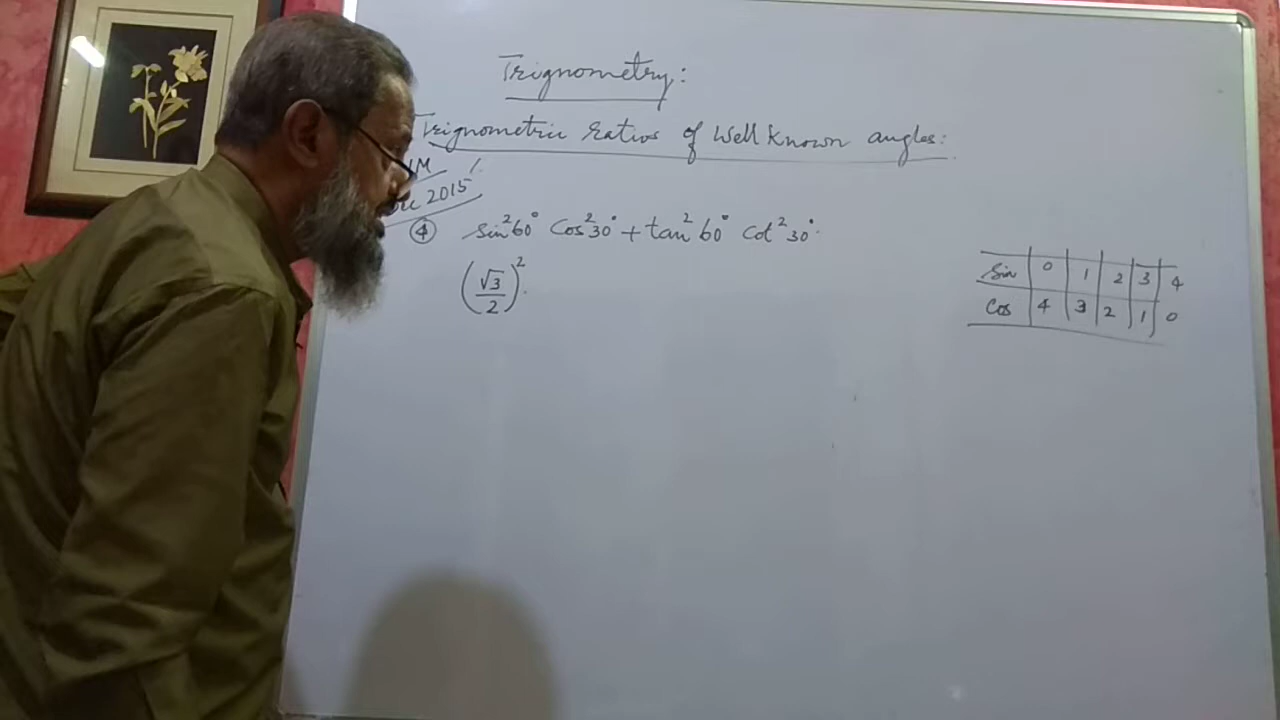 Trignometry:
Trignometric Ratios of Well Known angles:
M
2015
④ sin²60° cos²30° + tan²60° cot²30°.
(√3/2)².
Sin 0 1 2 3 4
Cos 4 3 2 1 0